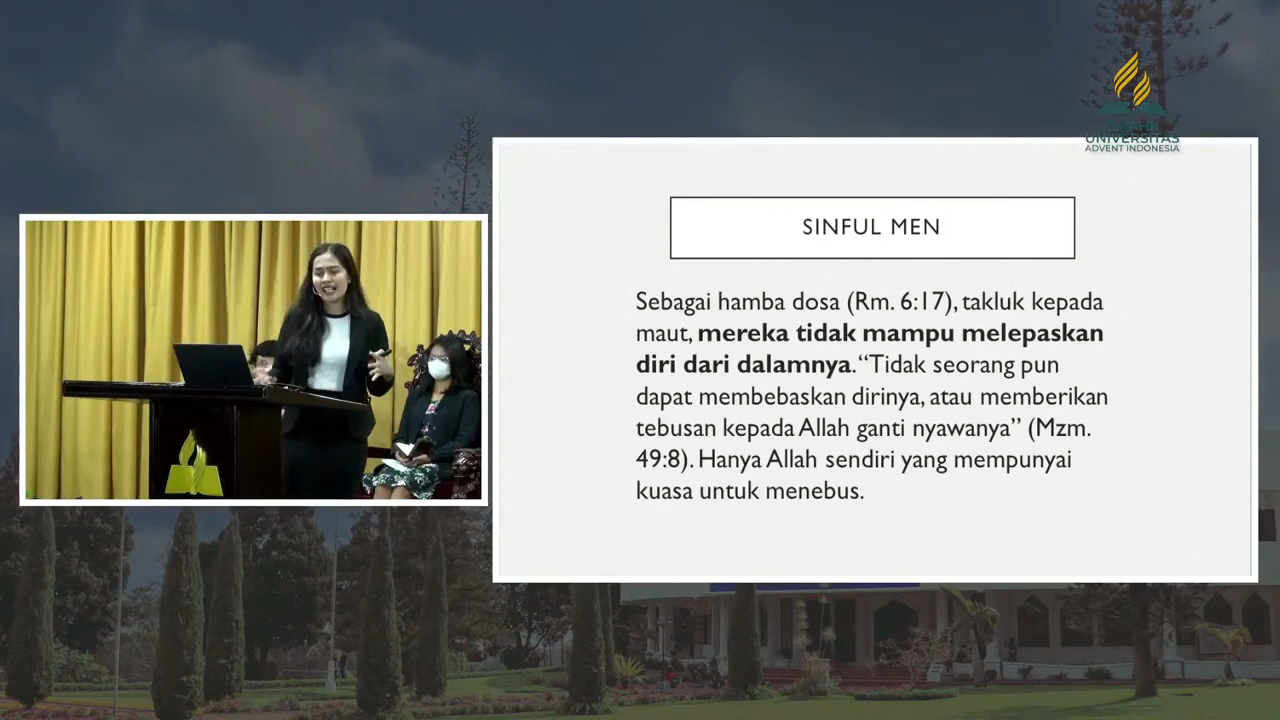 UNIVERSITAS
ADVENT INDONESIA
SINFUL MEN
Sebagai hamba dosa (Rm. 6:17), takluk kepada
maut, mereka tidak mampu melepaskan
diri dari dalamnya. “Tidak seorang pun
dapat membebaskan dirinya, atau memberikan
tebusan kepada Allah ganti nyawanya” (Mzm.
49:8). Hanya Allah sendiri yang mempunyai
kuasa untuk menebus.